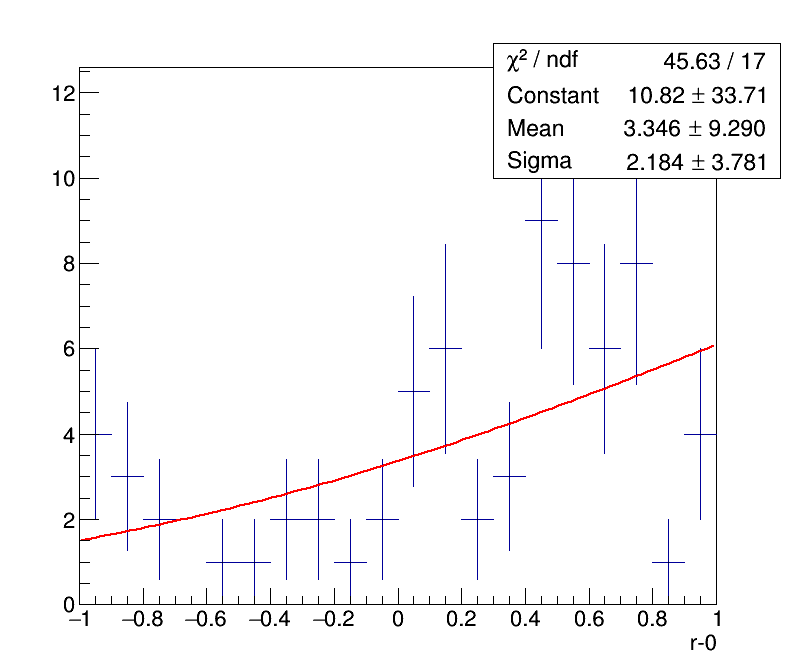 χ² / ndf 45.63 / 17
Constant 10.82 ± 33.71
Mean 3.346 ± 9.290
Sigma 2.184 ± 3.781
12
10
8
6
4
2
0
−1 −0.8 −0.6 −0.4 −0.2 0 0.2 0.4 0.6 0.8 1
r-0